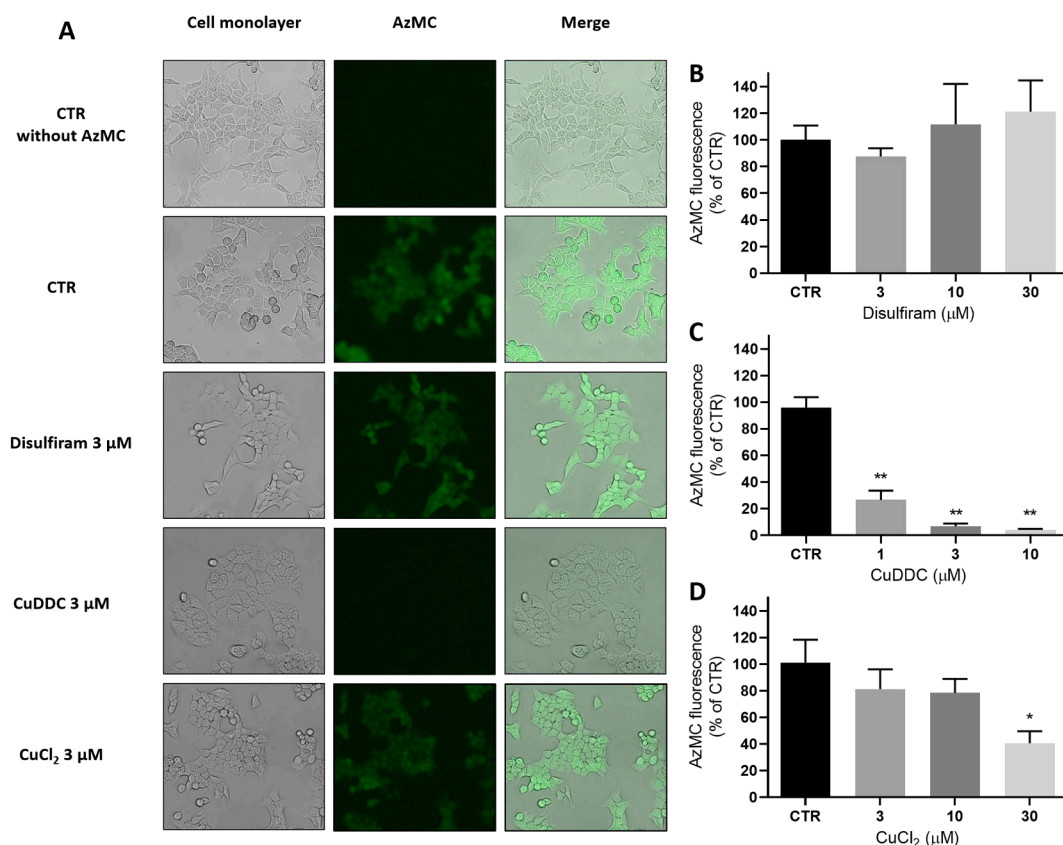 A
Cell monolayer
AzMC
Merge
CTR
without AzMC
CTR
Disulfiram 3 µM
CuDDC 3 µM
CuCl₂ 3 µM
B
AzMC fluorescence
(% of CTR)
140
120
100
80
60
40
20
0
CTR
3
10
30
Disulfiram (µM)
C
AzMC fluorescence
(% of CTR)
140
120
100
80
60
40
20
0
**
**
**
CTR
1
3
10
CuDDC (µM)
D
AzMC fluorescence
(% of CTR)
140
120
100
80
60
40
20
0
*
CTR
3
10
30
CuCl₂ (µM)